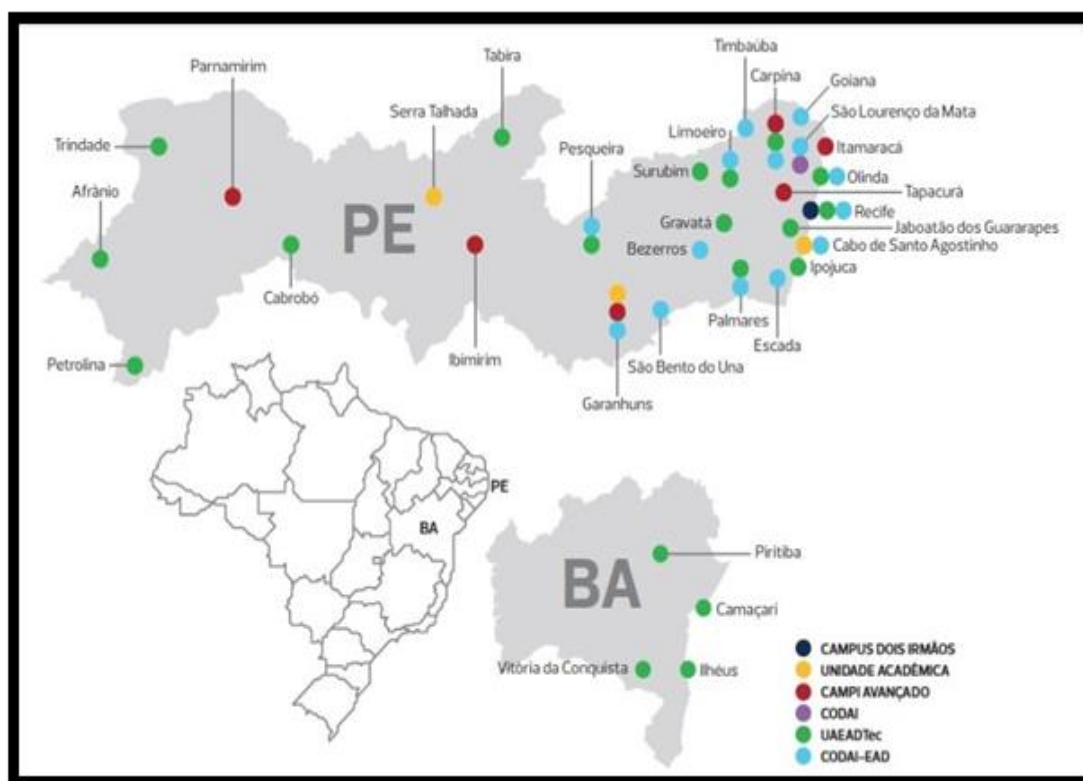 Timbaúba
Tabira
Carpina
Parnamirim
Goiana
Serra Talhada
São Lourenço da Mata
Limoeiro
Trindade
Pesqueira
Itamaracá
Surubim
Olinda
Afrânio
Tapacurá
PE
Recife
Gravatá
Jaboatão dos Guararapes
Bezerros
Cabo de Santo Agostinho
Ipojuca
Cabrobó
Palmares
Escada
Petrolina
Ibimirim
São Bento do Una
Garanhuns
PE
BA
Piritiba
BA
Camaçari
Vitória da Conquista
Ilhéus
CAMPUS DOIS IRMÃOS
UNIDADE ACADÊMICA
CAMPI AVANÇADO
CODAI
UAEADTec
CODAI-EAD